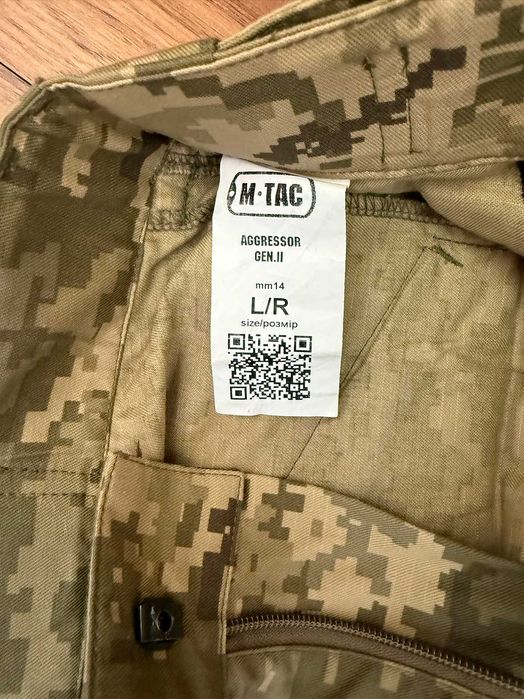 M·TAC
AGGRESSOR
GEN.II
mm14
L/R
size/розмір